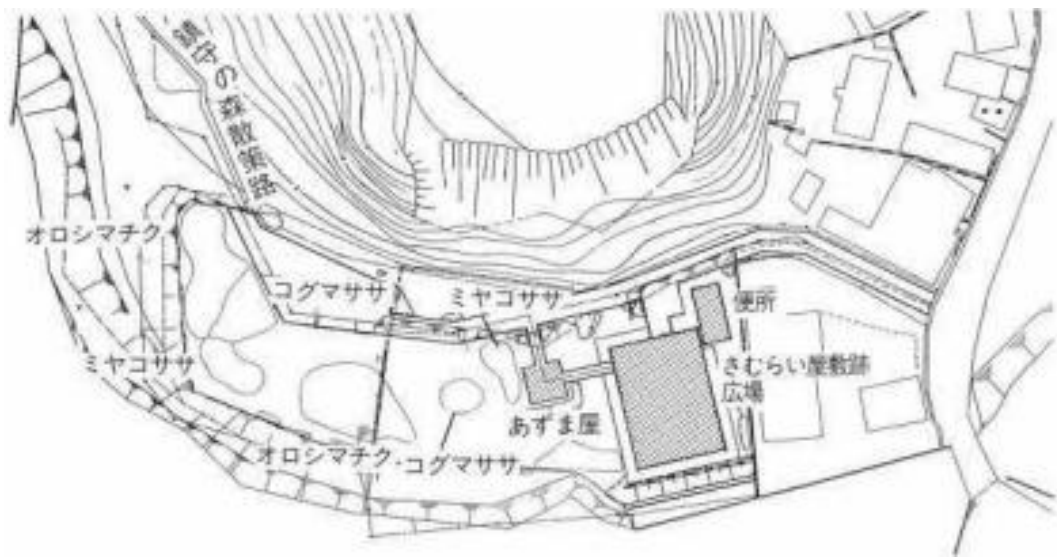 の森散策路
オロシマチク
コグマササ
ミヤコササ
便所
ミヤコササ
さむらい屋敷跡
広場
あずま屋
オロシマチク・コグマササ